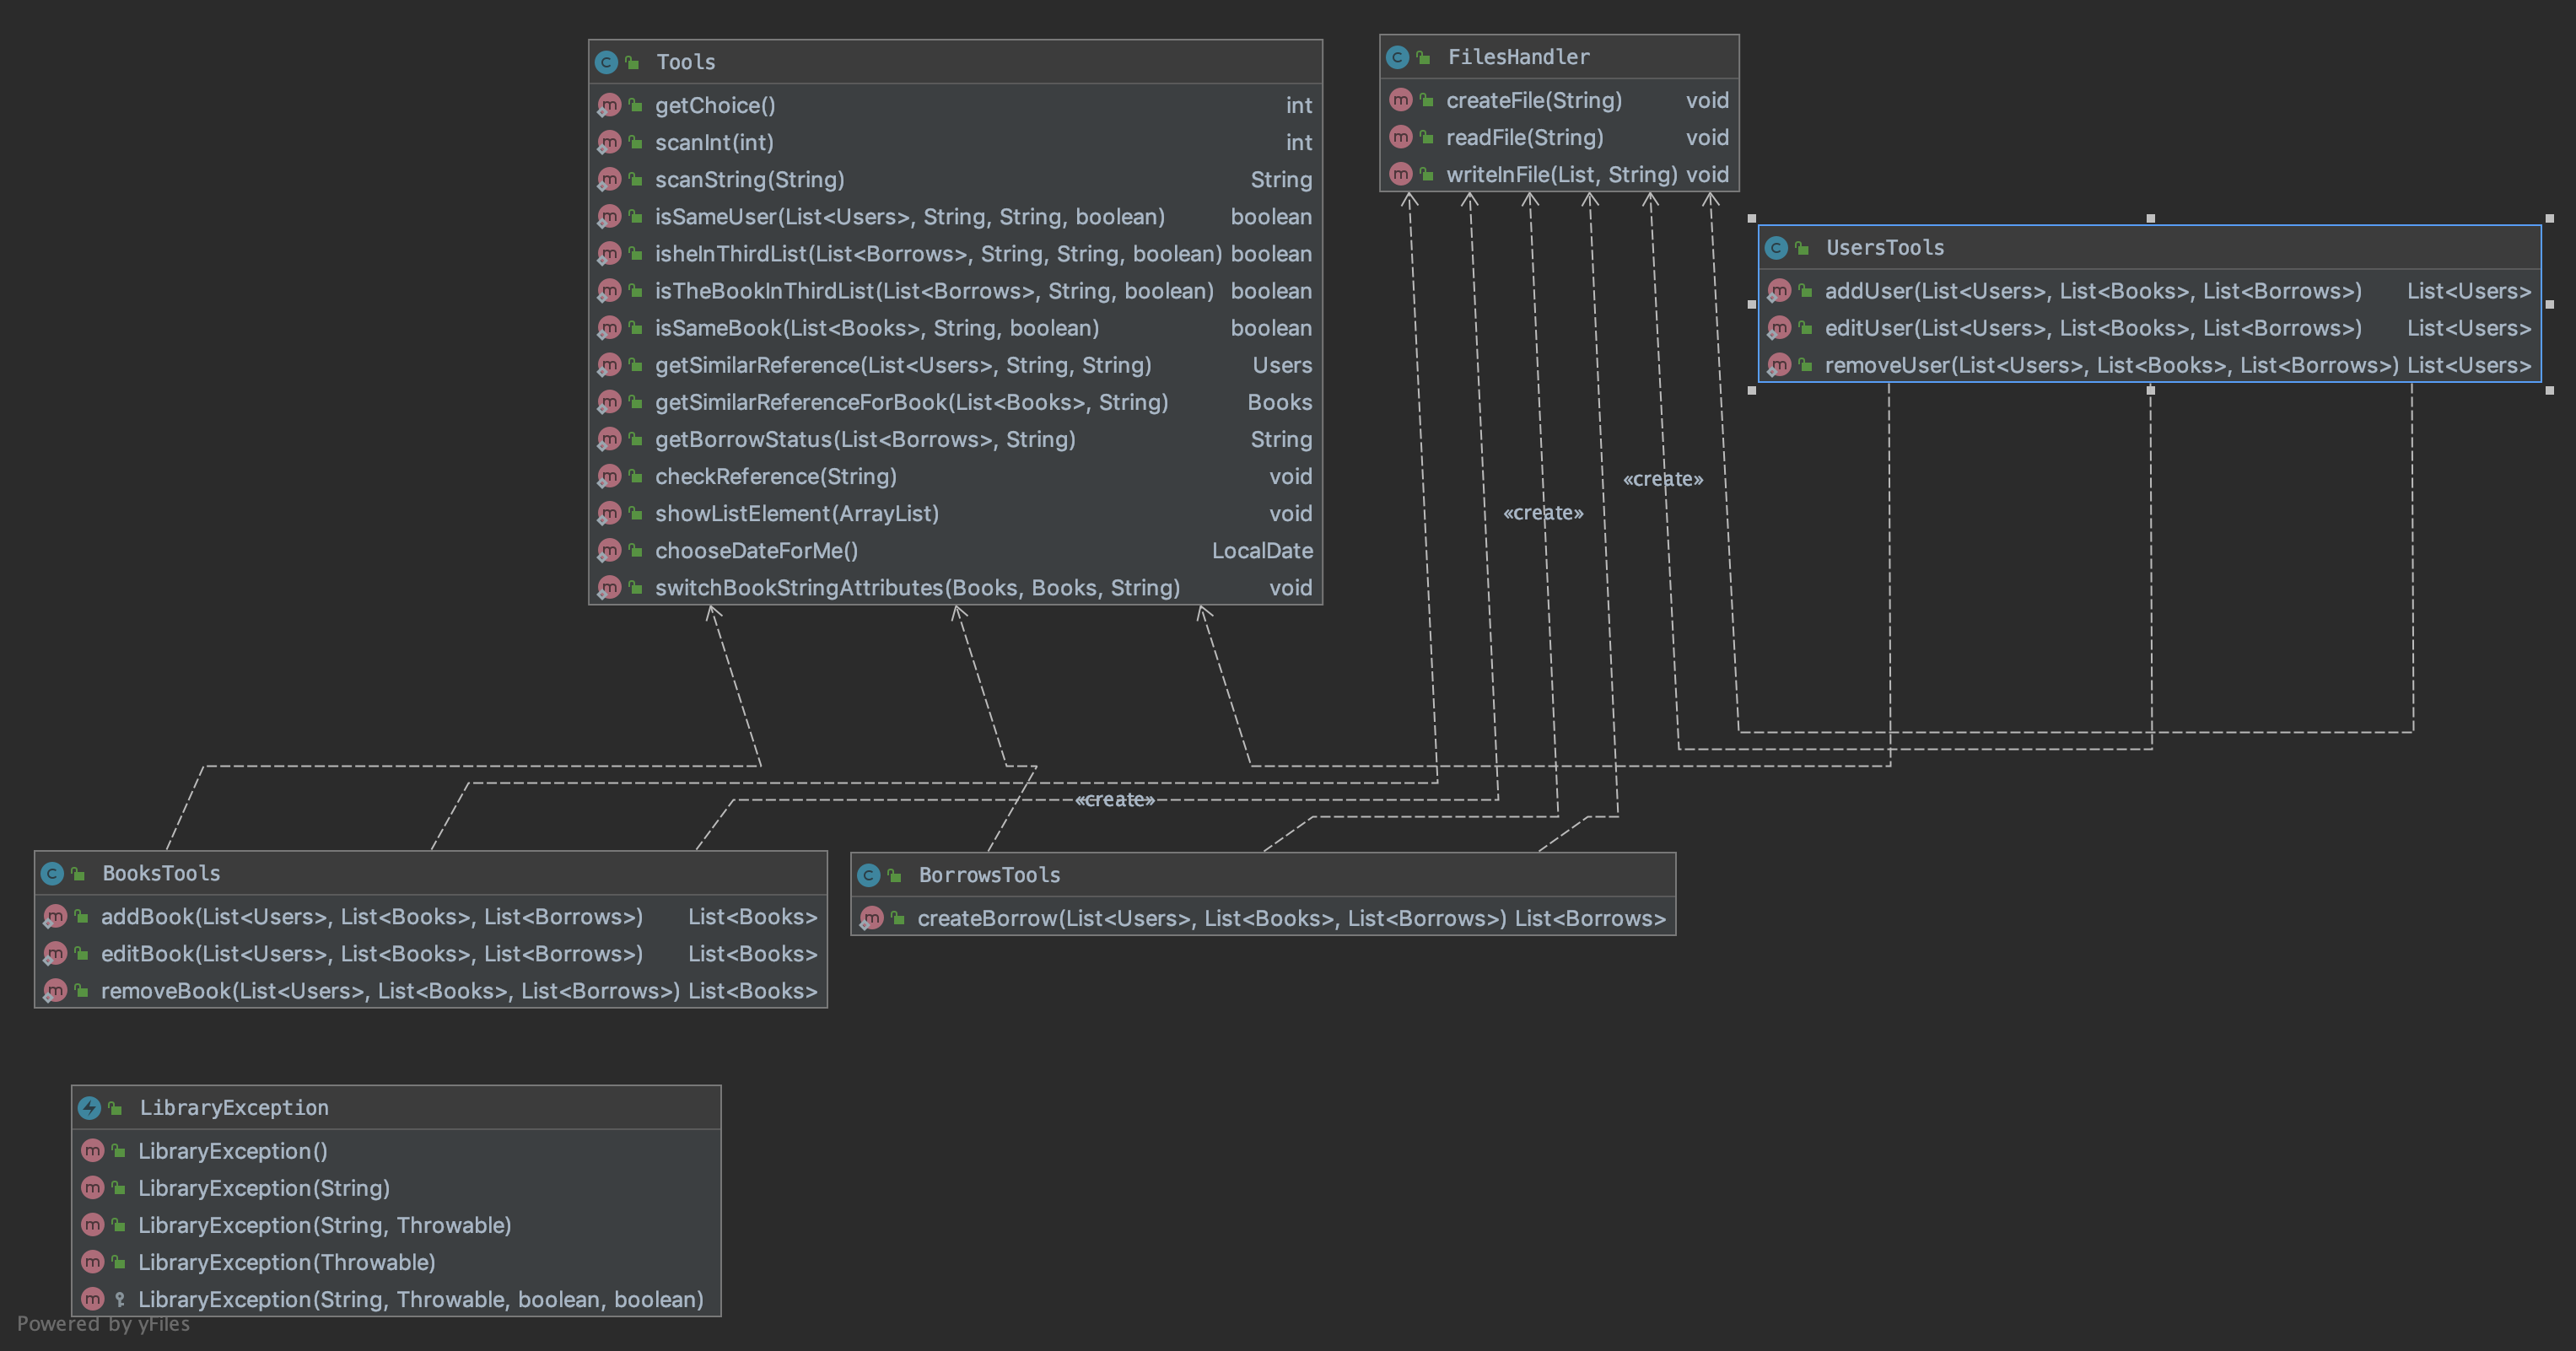 Tools
getChoice() int
scanInt(int) int
scanString(String) String
isSameUser(List<Users>, String, String, boolean) boolean
isheInThirdList(List<Borrows>, String, String, boolean) boolean
isTheBookInThirdList(List<Borrows>, String, boolean) boolean
isSameBook(List<Books>, String, boolean) boolean
getSimilarReference(List<Users>, String, String) Users
getSimilarReferenceForBook(List<Books>, String) Books
getBorrowStatus(List<Borrows>, String) String
checkReference(String) void
showListElement(ArrayList) void
chooseDateForMe() LocalDate
switchBookStringAttributes(Books, Books, String) void
FilesHandler
createFile(String) void
readFile(String) void
writeInFile(List, String) void
UsersTools
addUser(List<Users>, List<Books>, List<Borrows>) List<Users>
editUser(List<Users>, List<Books>, List<Borrows>) List<Users>
removeUser(List<Users>, List<Books>, List<Borrows>) List<Users>
«create»
«create»
«create»
BooksTools
addBook(List<Users>, List<Books>, List<Borrows>) List<Books>
editBook(List<Users>, List<Books>, List<Borrows>) List<Books>
removeBook(List<Users>, List<Books>, List<Borrows>) List<Books>
BorrowsTools
createBorrow(List<Users>, List<Books>, List<Borrows>) List<Borrows>
LibraryException
LibraryException()
LibraryException(String)
LibraryException(String, Throwable)
LibraryException(Throwable)
LibraryException(String, Throwable, boolean, boolean)
Powered by yFiles